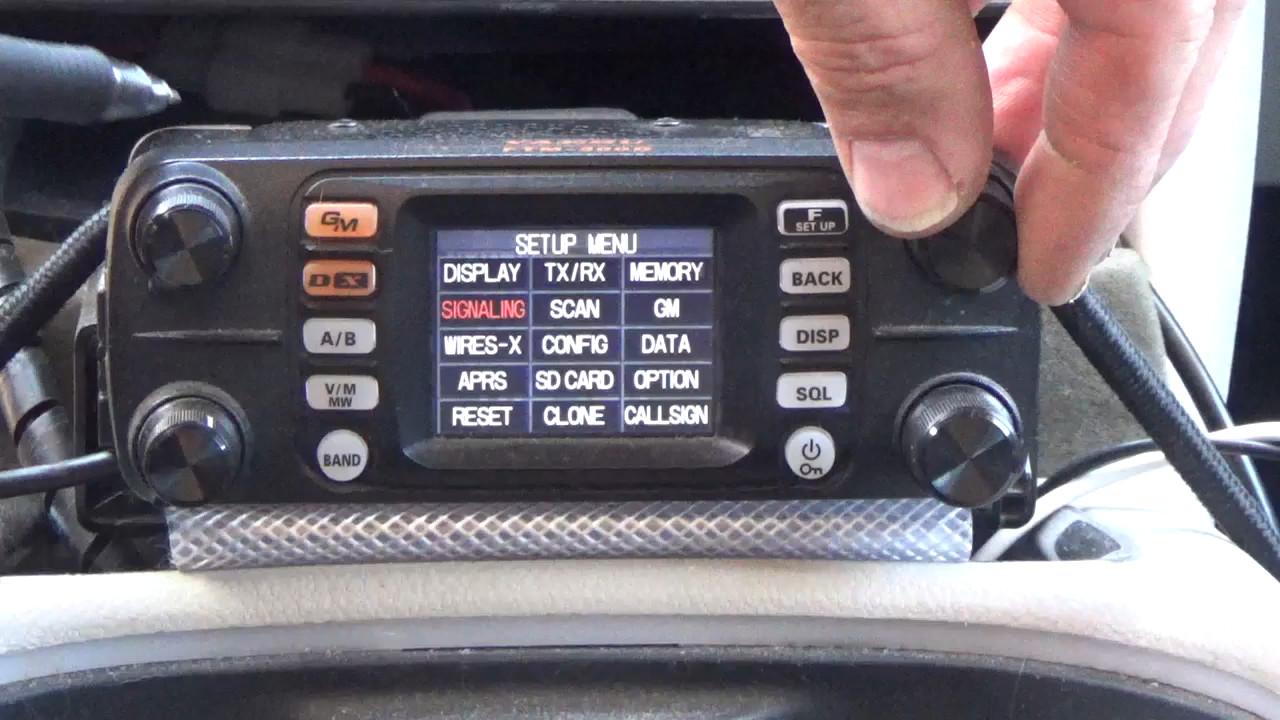 GM
DX
A/B
V/M
MW
BAND
SETUP MENU
DISPLAY TX/RX MEMORY
SIGNALING SCAN GM
WIRES-X CONFIG DATA
APRS SD CARD OPTION
RESET CLONE CALLSIGN
F
SET UP
BACK
DISP
SQL